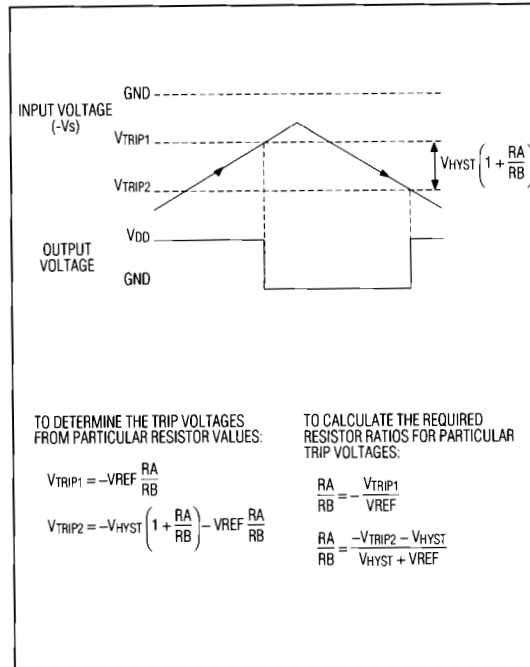 GND
INPUT VOLTAGE
(-Vs)
VTRIP1
VHYST(1 + RA/RB)
VTRIP2
VDD
OUTPUT
VOLTAGE
GND
TO DETERMINE THE TRIP VOLTAGES
FROM PARTICULAR RESISTOR VALUES:
VTRIP1 = –VREF RA/RB
VTRIP2 = –VHYST(1 + RA/RB) – VREF RA/RB
TO CALCULATE THE REQUIRED
RESISTOR RATIOS FOR PARTICULAR
TRIP VOLTAGES:
RA/RB = – VTRIP1/VREF
RA/RB = –VTRIP2 – VHYST/VHYST + VREF